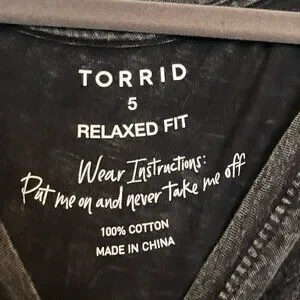 TORRID
5
RELAXED FIT
Wear Instructions:
Put me on and never take me off
100% COTTON
MADE IN CHINA